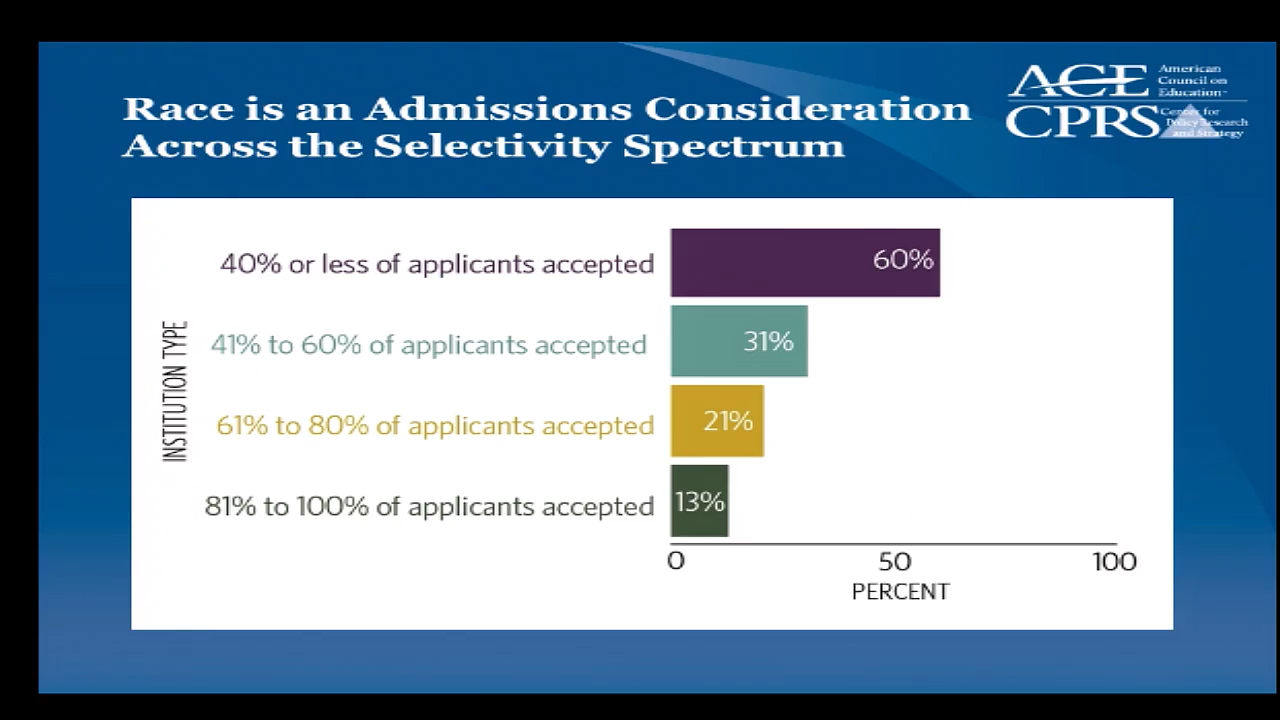 Race is an Admissions Consideration
Across the Selectivity Spectrum
ACE
American
Council on
Education
CPRS
Center for
Policy Research
and Strategy
INSTITUTION TYPE
40% or less of applicants accepted
60%
41% to 60% of applicants accepted
31%
61% to 80% of applicants accepted
21%
81% to 100% of applicants accepted
13%
0
50
100
PERCENT